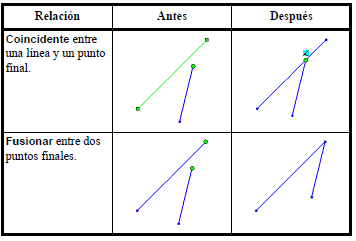 Relación
Antes
Después
Coincidente entre
una línea y un punto
final.
Fusionar entre dos
puntos finales.